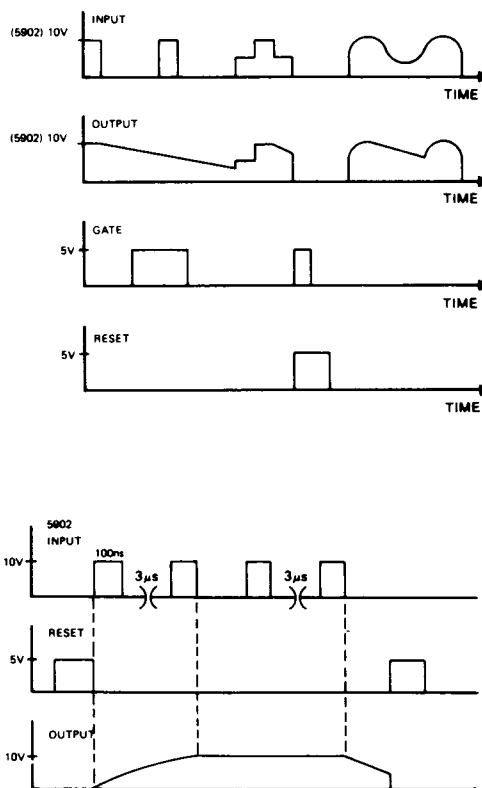 INPUT
(5902) 10V
TIME
OUTPUT
(5902) 10V
TIME
GATE
5V
TIME
RESET
5V
TIME
5902
INPUT
10V
100ns
3μs
3μs
RESET
5V
OUTPUT
10V